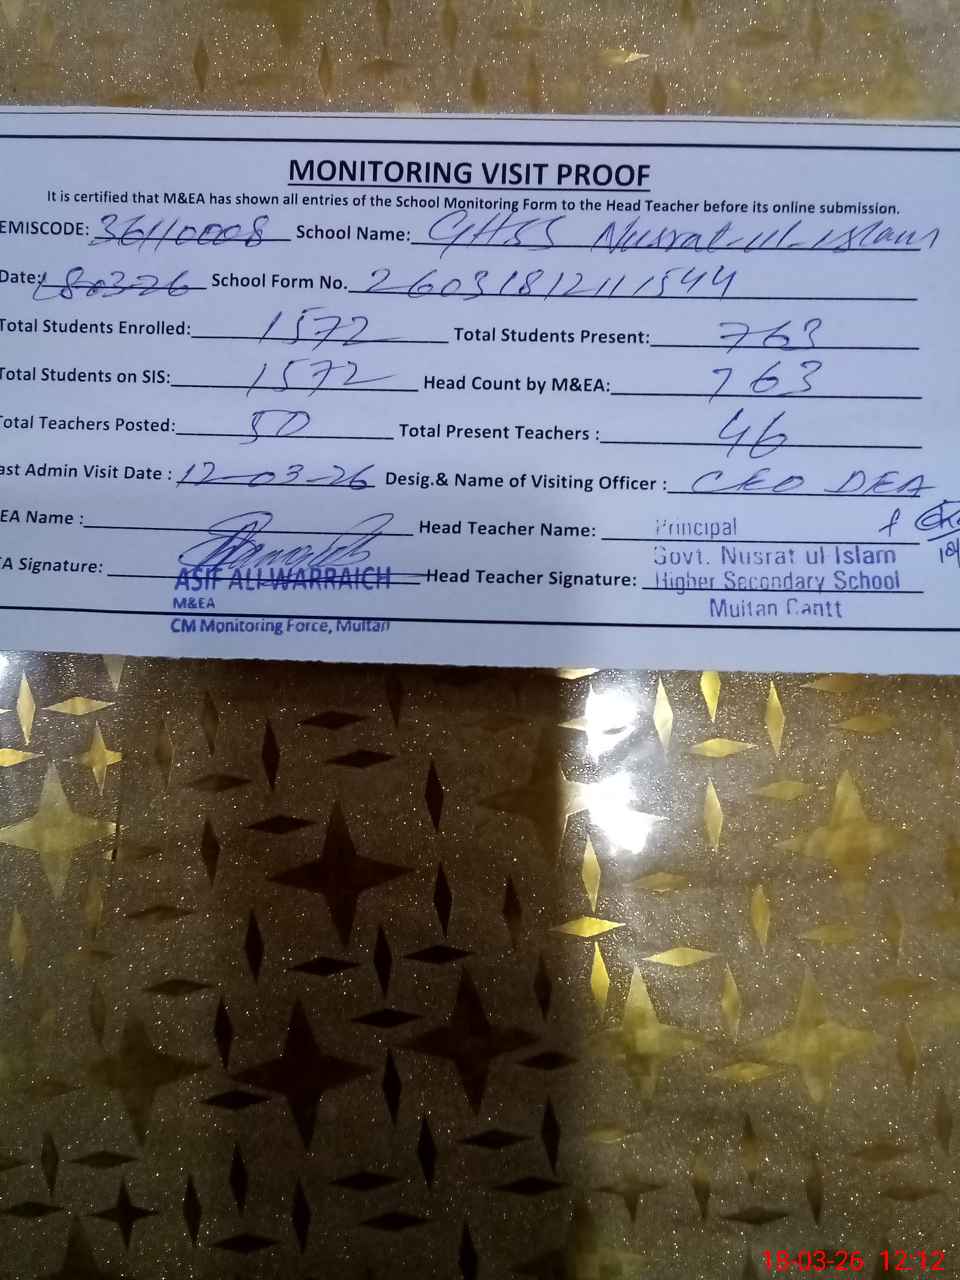 MONITORING VISIT PROOF
It is certified that M&EA has shown all entries of the School Monitoring Form to the Head Teacher before its online submission.
EMISCODE: 36110008 School Name: GHSS Nusrat-ul-islam
Date: 18-03-26 School Form No. 260318121111544
Total Students Enrolled: 1572 Total Students Present: 763
Total Students on SIS: 1572 Head Count by M&EA: 763
Total Teachers Posted: 50 Total Present Teachers : 46
ast Admin Visit Date : 12-03-26 Desig.& Name of Visiting Officer : CEO DEA
EA Name : Head Teacher Name: Principal
Govt. Nusrat ul Islam
A Signature: ASIF ALI WARRAICH Head Teacher Signature: Higher Secondary School
M&EA Multan Cantt
CM Monitoring Force, Multan
18-03-26 12:12